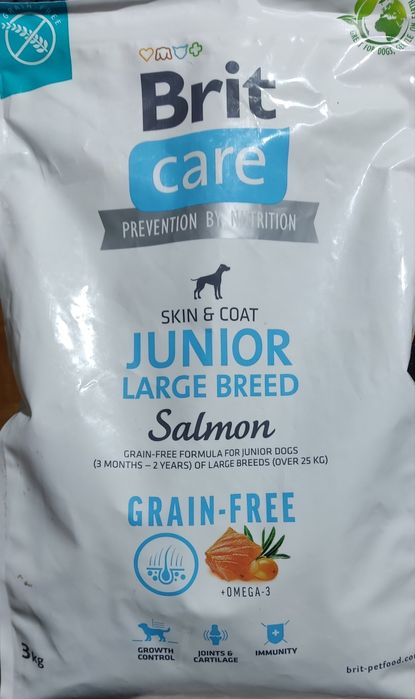 GRAIN-FREE
Brit
care
PREVENTION BY NUTRITION
SKIN & COAT
JUNIOR
LARGE BREED
Salmon
GRAIN-FREE FORMULA FOR JUNIOR DOGS
(3 MONTHS – 2 YEARS) OF LARGE BREEDS (OVER 25 KG)
GRAIN-FREE
+OMEGA-3
GROWTH
CONTROL
JOINTS &
CARTILAGE
IMMUNITY
3kg
brit-petfood.com